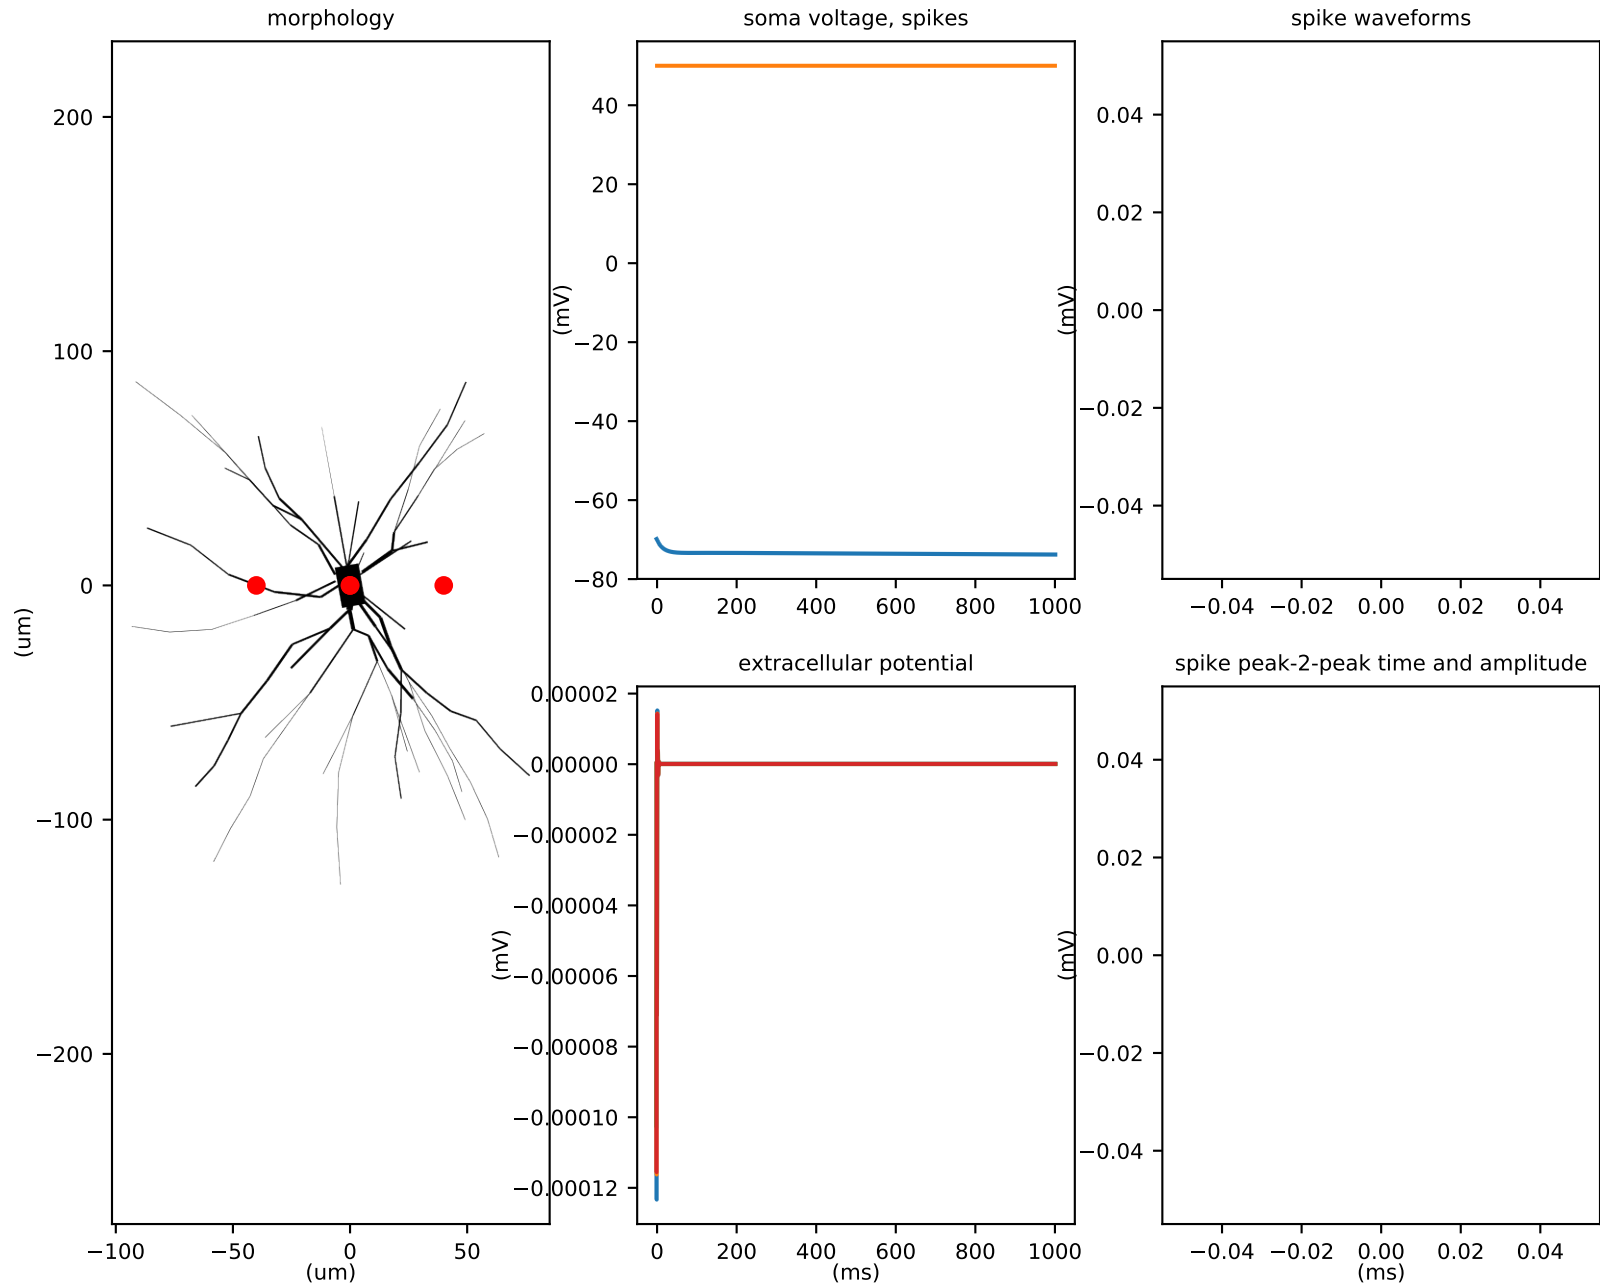 morphology
200
100
0
−100
−200
(um)
−100 −50 0 50
(um)
soma voltage, spikes
40
20
0
−20
−40
−60
−80
(mV)
0 200 400 600 800 1000
spike waveforms
0.04
0.02
0.00
−0.02
−0.04
(mV)
−0.04 −0.02 0.00 0.02 0.04
extracellular potential
0.00002
0.00000
−0.00002
−0.00004
−0.00006
−0.00008
−0.00010
−0.00012
(mV)
0 200 400 600 800 1000
(ms)
spike peak-2-peak time and amplitude
0.04
0.02
0.00
−0.02
−0.04
(mV)
−0.04 −0.02 0.00 0.02 0.04
(ms)